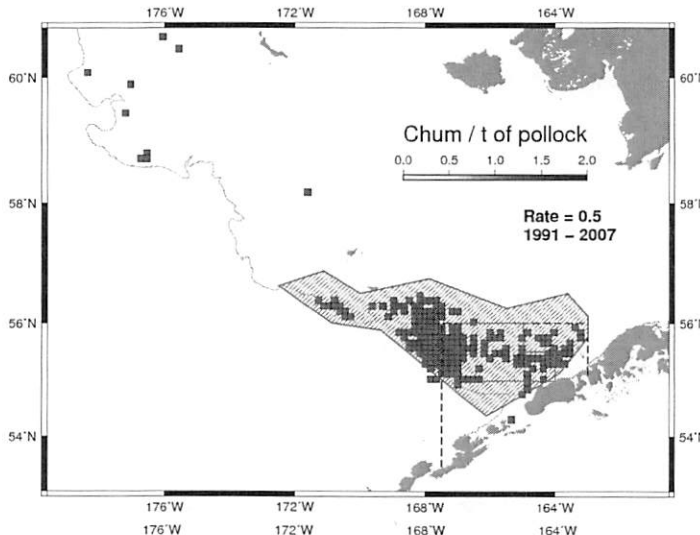 176˚W 172˚W 168˚W 164˚W
60˚N 60˚N
Chum / t of pollock
0.0 0.5 1.0 1.5 2.0
58˚N 58˚N
Rate = 0.5
1991 – 2007
56˚N 56˚N
54˚N 54˚N
176˚W 172˚W 168˚W 164˚W
176˚W 172˚W 168˚W 164˚W